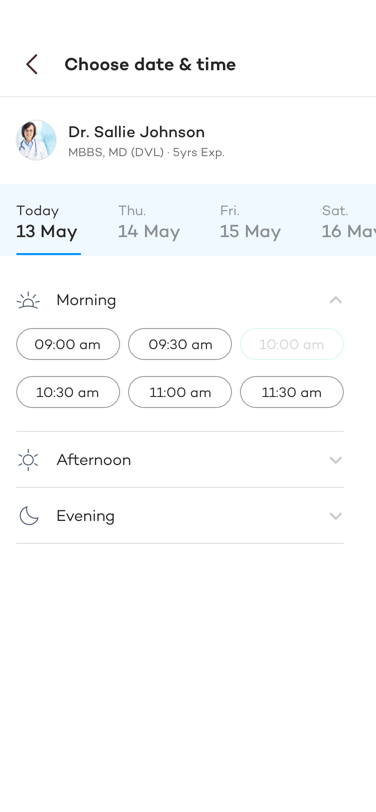 Choose date & time
Dr. Sallie Johnson
MBBS, MD (DVL) · 5yrs Exp.
Today Thu. Fri. Sat.
13 May 14 May 15 May 16 May
Morning
09:00 am 09:30 am 10:00 am
10:30 am 11:00 am 11:30 am
Afternoon
Evening